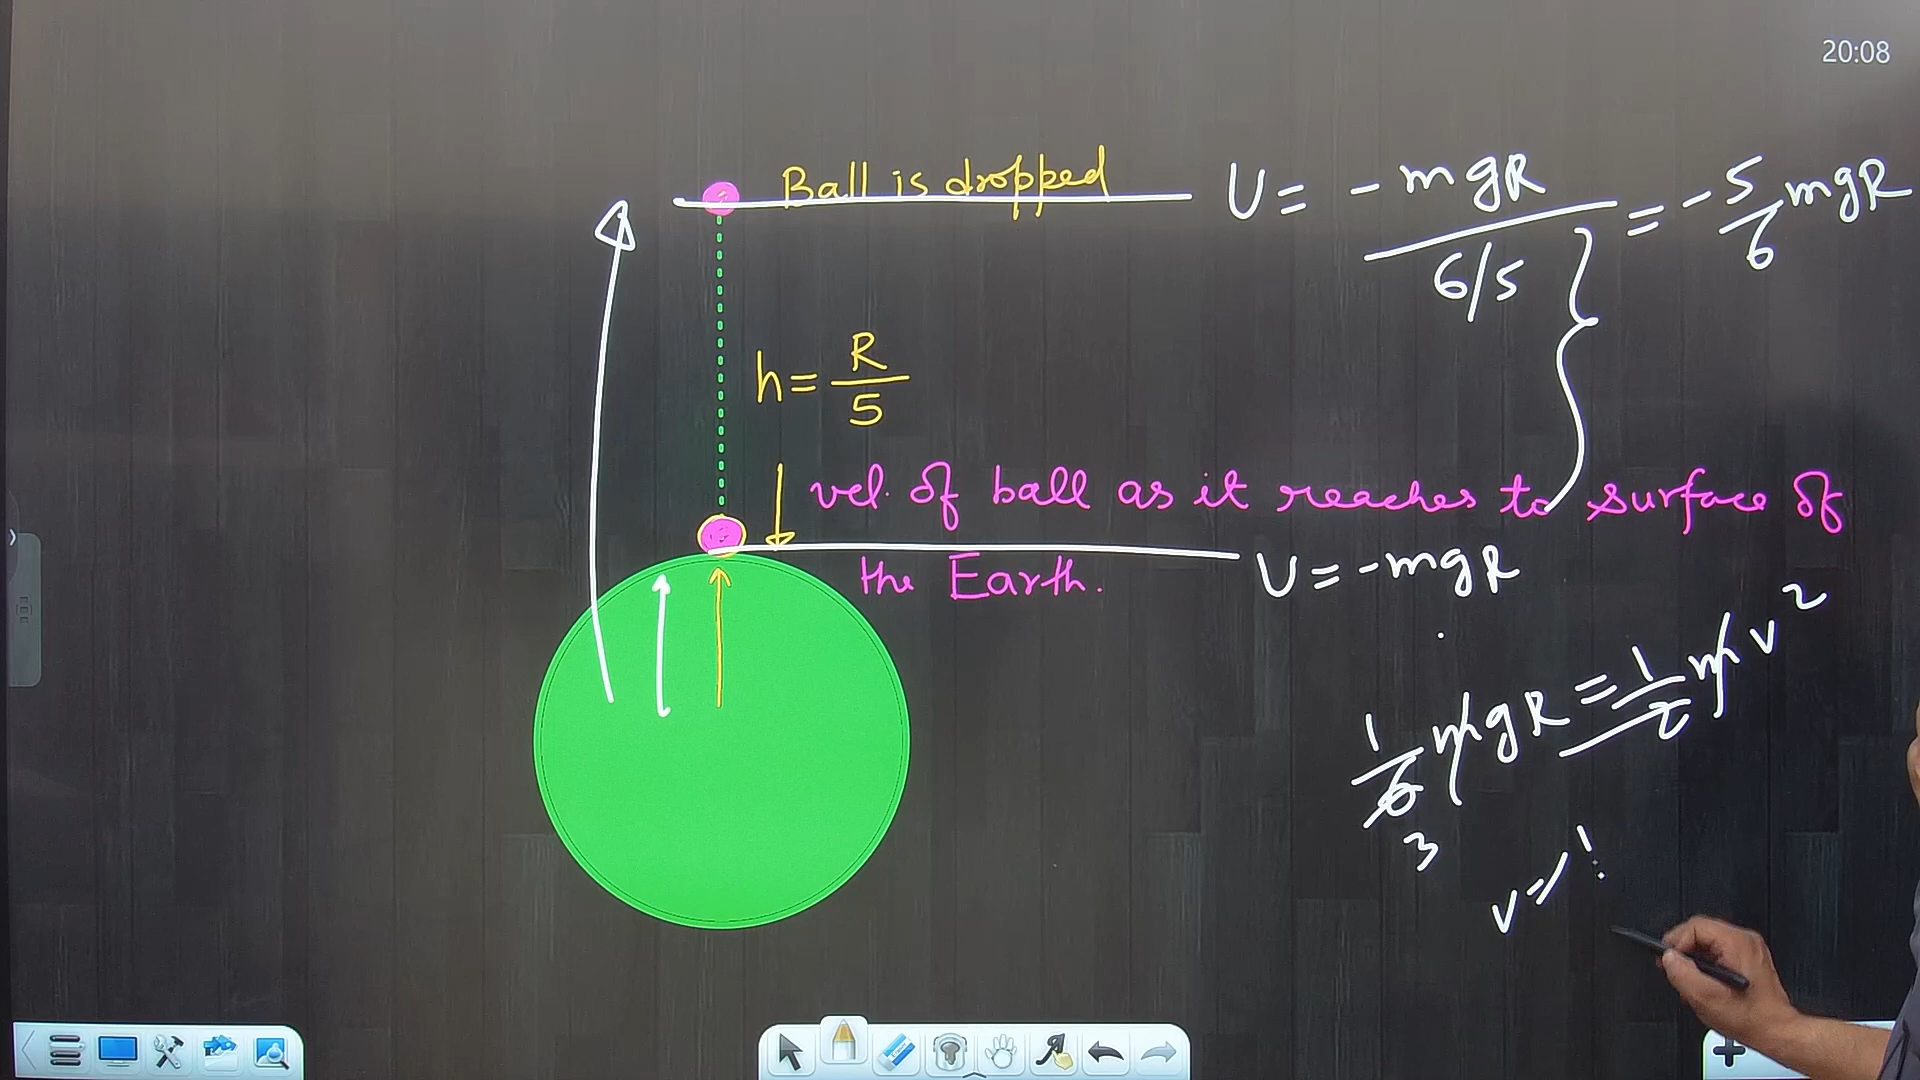 20:08
Ball is dropped
U = -mgR / 6/5 = -5/6 mgR
h = R/5
vel. of ball as it reaches to surface of
the Earth.
U = -mgR
1/6 mgR = 1/2 mv²
3
v =